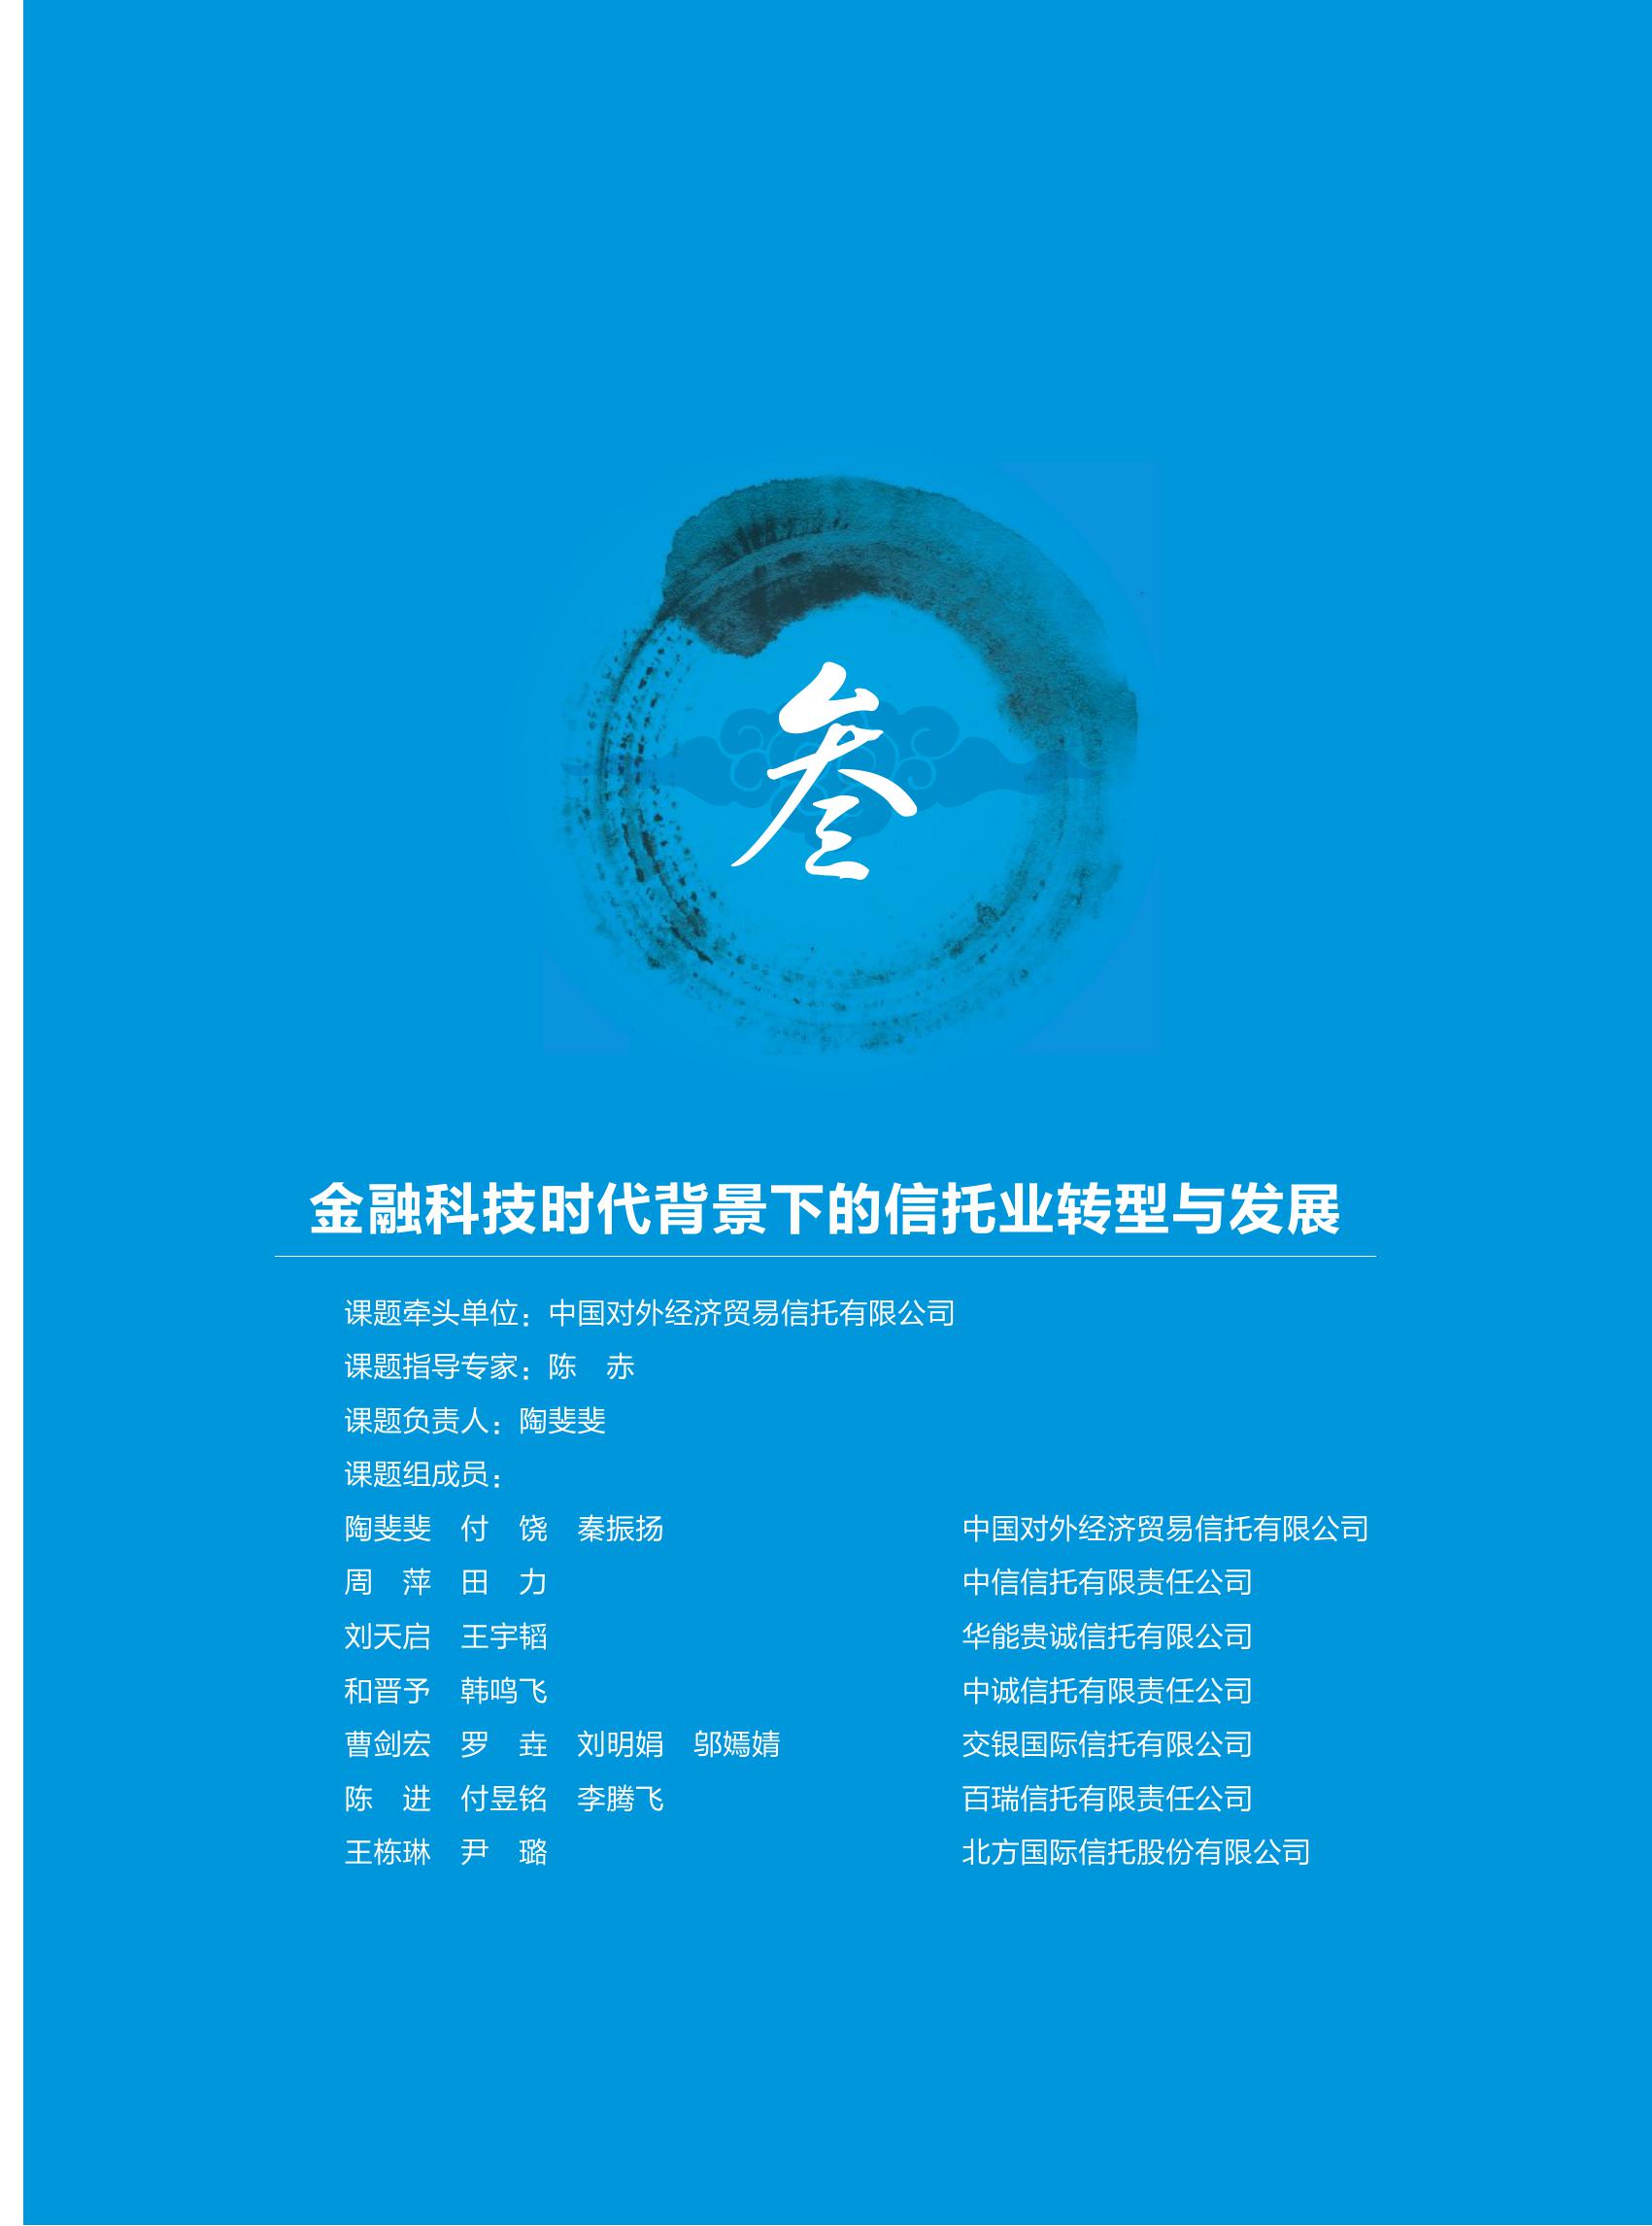 叁
金融科技时代背景下的信托业转型与发展
课题牵头单位：中国对外经济贸易信托有限公司
课题指导专家：陈　赤
课题负责人：陶斐斐
课题组成员：
陶斐斐　付　饶　秦振扬　中国对外经济贸易信托有限公司
周　萍　田　力　中信信托有限责任公司
刘天启　王宇韬　华能贵诚信托有限公司
和晋予　韩鸣飞　中诚信托有限责任公司
曹剑宏　罗　垚　刘明娟　邬嫣婧　交银国际信托有限公司
陈　进　付昱铭　李腾飞　百瑞信托有限责任公司
王栋琳　尹　璐　北方国际信托股份有限公司